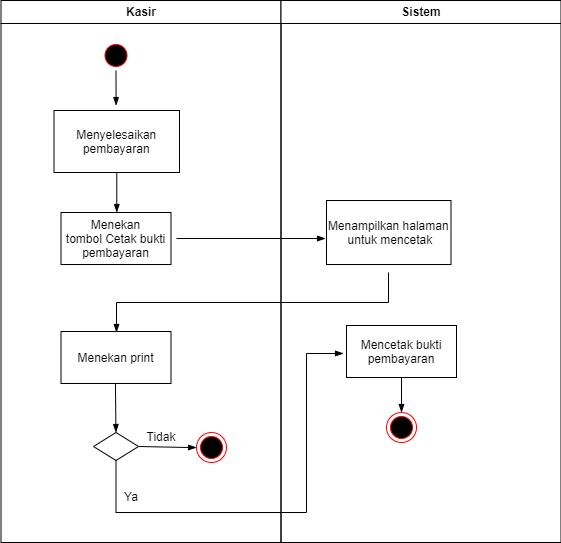 Kasir
Sistem
Menyelesaikan
pembayaran
Menekan
tombol Cetak bukti
pembayaran
Menampilkan halaman
untuk mencetak
Menekan print
Mencetak bukti
pembayaran
Tidak
Ya